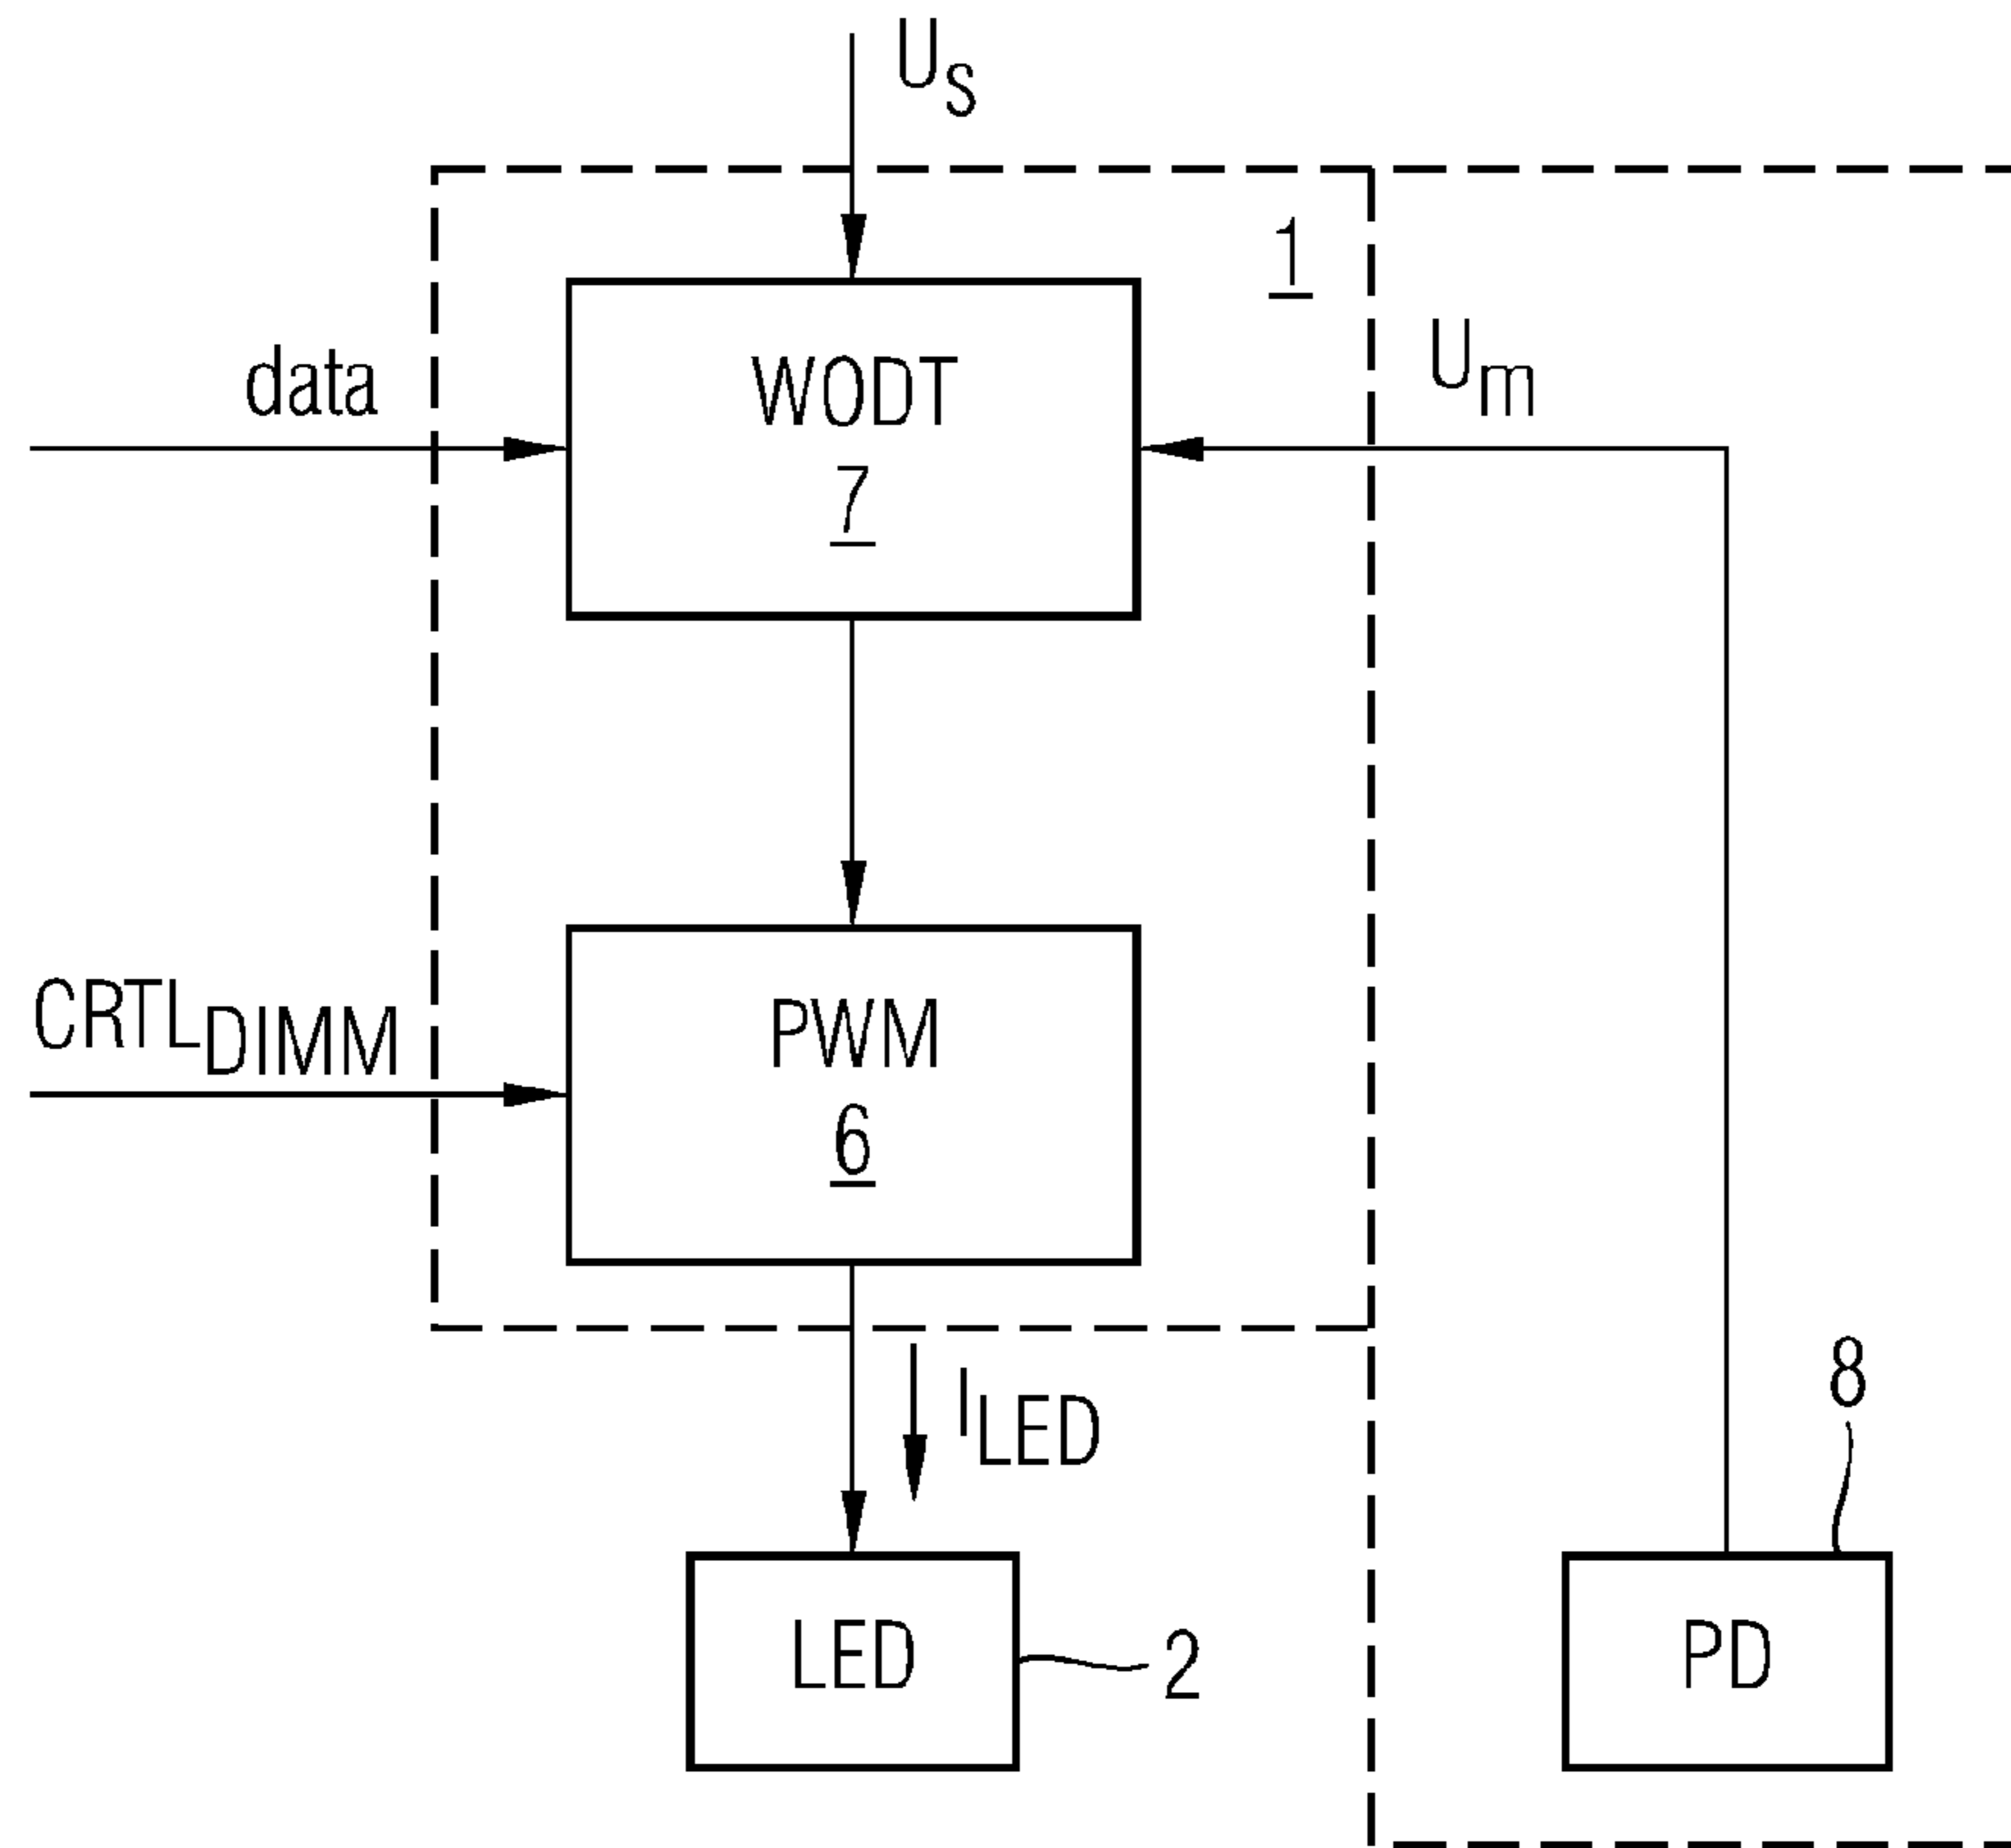 U_S
1
data
WODT
7
U_m
CRTL_DIMM
PWM
6
I_LED
8
LED
2
PD